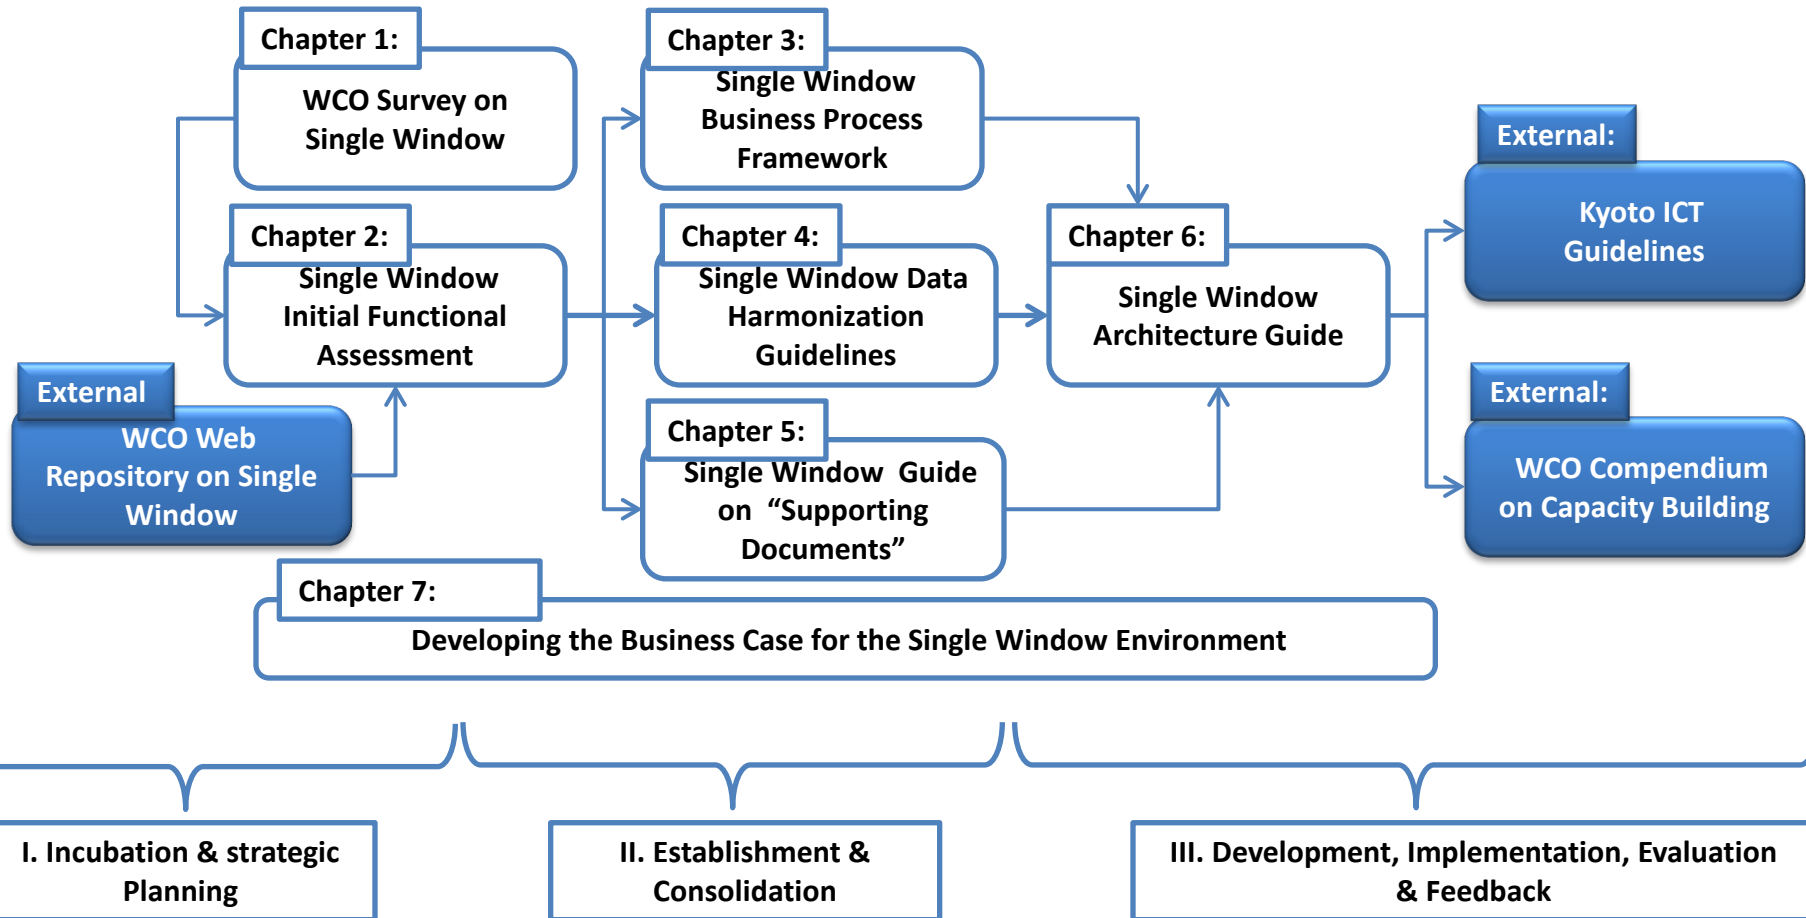 Chapter 1:
WCO Survey on
Single Window
Chapter 2:
Single Window
Initial Functional
Assessment
External
WCO Web
Repository on Single
Window
Chapter 3:
Single Window
Business Process
Framework
Chapter 4:
Single Window Data
Harmonization
Guidelines
Chapter 5:
Single Window  Guide
on  “Supporting
Documents”
Chapter 6:
Single Window
Architecture Guide
External:
Kyoto ICT
Guidelines
External:
WCO Compendium
on Capacity Building
Chapter 7:
Developing the Business Case for the Single Window Environment
I. Incubation & strategic
Planning
II. Establishment &
Consolidation
III. Development, Implementation, Evaluation
& Feedback